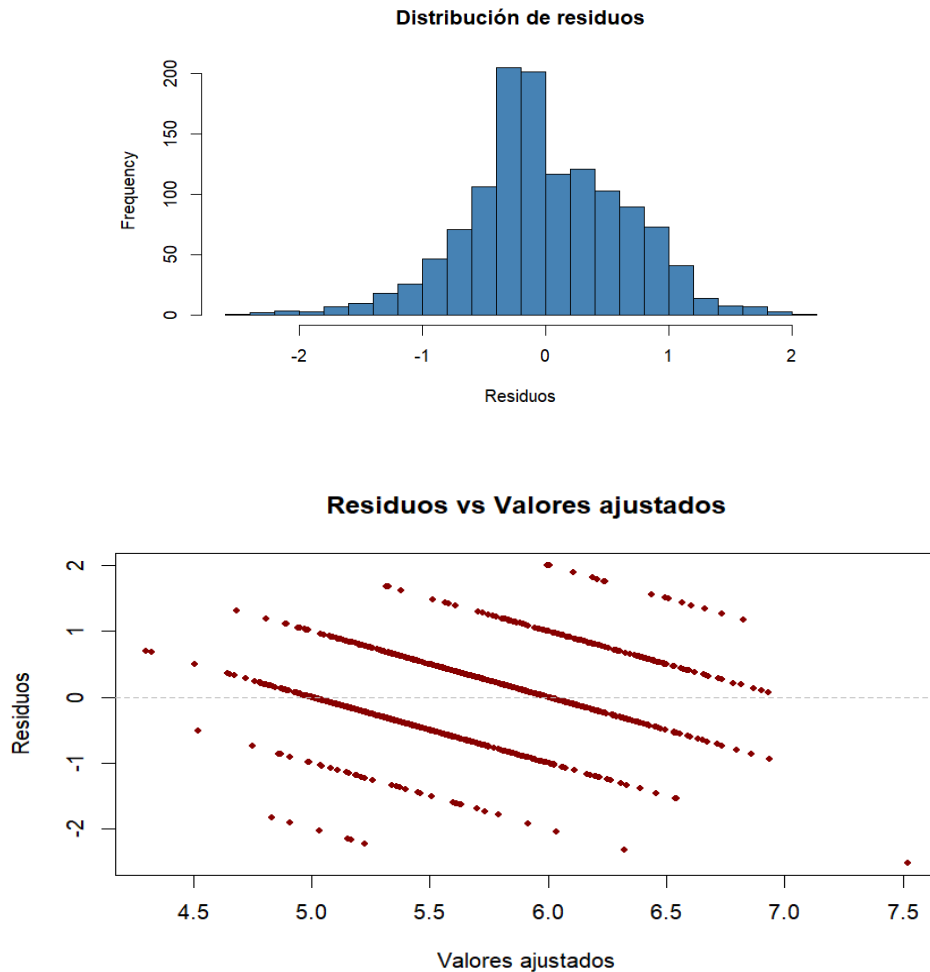 Distribución de residuos
200
150
100
50
0
Frequency
-2 -1 0 1 2
Residuos
Residuos vs Valores ajustados
2
1
0
-1
-2
Residuos
4.5 5.0 5.5 6.0 6.5 7.0 7.5
Valores ajustados